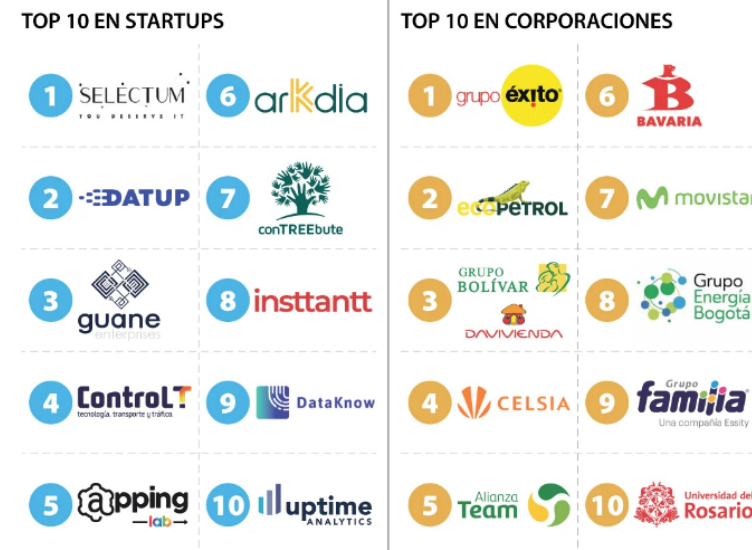 TOP 10 EN STARTUPS
1 SELECTUM
YOU DESERVE IT
2 DATUP
3 guane
enterprises
4 ControLT
tecnología, transporte y tráfico.
5 @pping
lab
6 arkdia
7 conTREEbute
8 insttantt
9 DataKnow
10 uptime
ANALYTICS
TOP 10 EN CORPORACIONES
1 grupo éxito
2 ecopetrol
3 GRUPO
BOLÍVAR
DAVIVIENDA
4 CELSIA
5 Alianza
Team
6 B
BAVARIA
7 movistar
8 Grupo
Energía
Bogotá
9 Grupo
familia
Una compañía Essity
10 Universidad del
Rosario